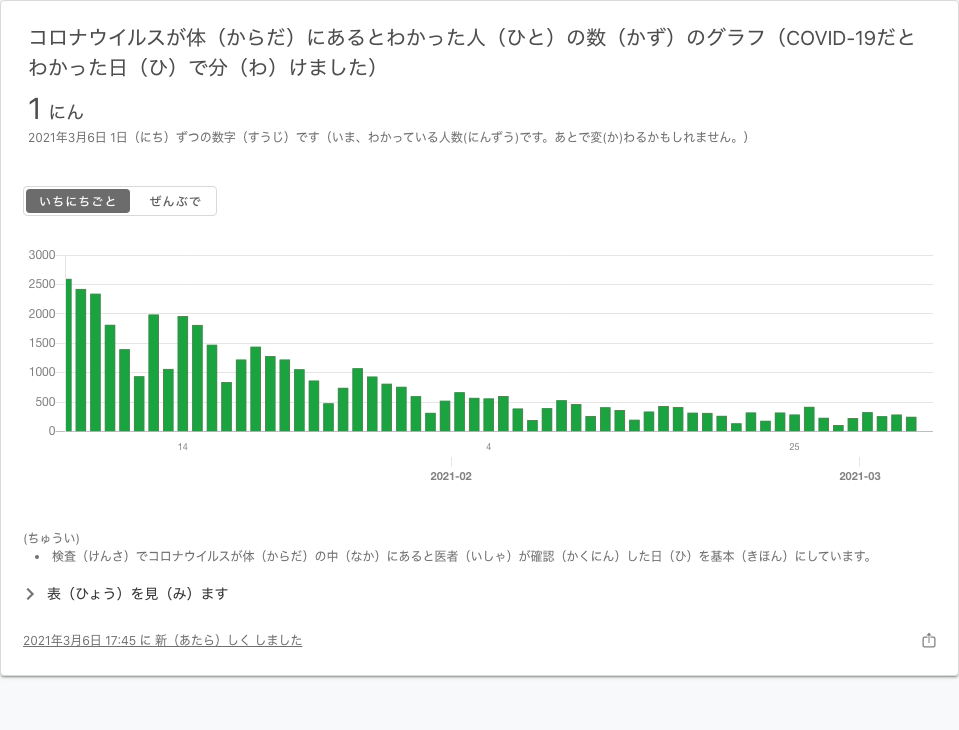 コロナウイルスが体（からだ）にあるとわかった人（ひと）の数（かず）のグラフ（COVID-19だと
わかった日（ひ）で分（わ）けました）
1 にん
2021年3月6日 1日（にち）ずつの数字（すうじ）です（いま、わかっている人数(にんずう)です。あとで変(か)わるかもしれません。）
いちにちごと ぜんぶで
3000
2500
2000
1500
1000
500
0
14 4 25
2021-02 2021-03
(ちゅうい)
• 検査（けんさ）でコロナウイルスが体（からだ）の中（なか）にあると医者（いしゃ）が確認（かくにん）した日（ひ）を基本（きほん）にしています。
表（ひょう）を見（み）ます
2021年3月6日 17:45 に 新（あたら）しく しました